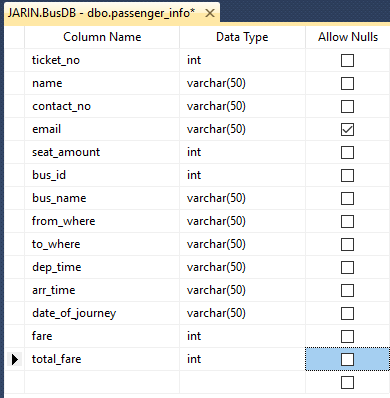 JARIN.BusDB - dbo.passenger_info*
Column Name Data Type Allow Nulls
ticket_no int
name varchar(50)
contact_no varchar(50)
email varchar(50)
seat_amount int
bus_id int
bus_name varchar(50)
from_where varchar(50)
to_where varchar(50)
dep_time varchar(50)
arr_time varchar(50)
date_of_journey varchar(50)
fare int
total_fare int